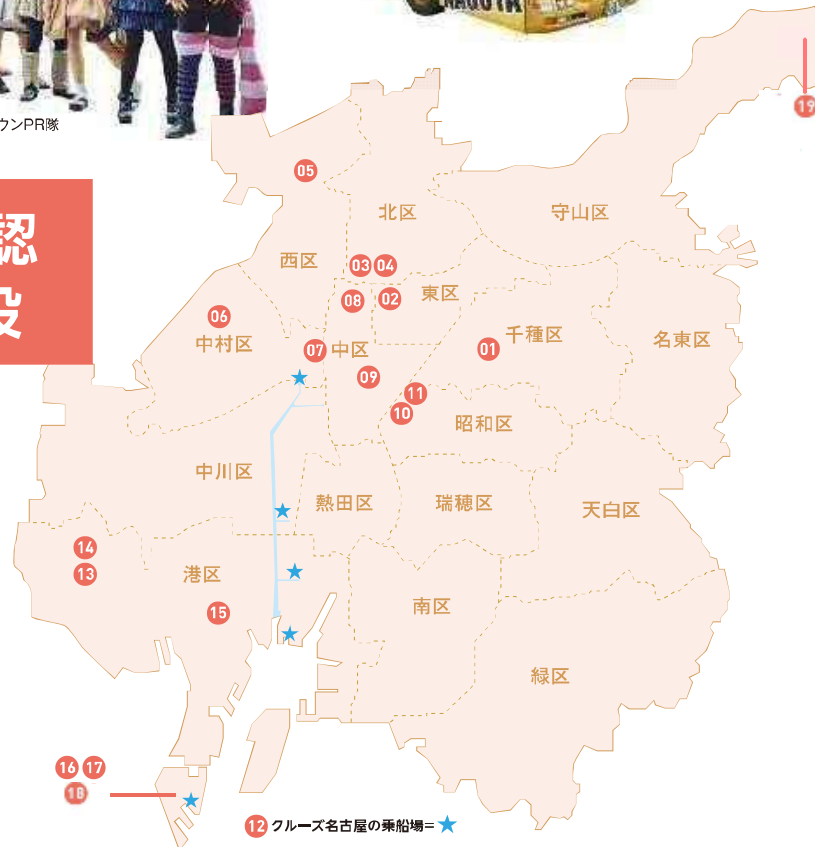 NAGOYA
ウンPR隊
19
認
05
北区
守山区
西区
03 04
08 02 東区
06
中村区
07 中区
01 千種区
名東区
09
11
10
昭和区
中川区
熱田区
瑞穂区
天白区
14
13
港区
15
南区
緑区
16 17
18
12 クルーズ名古屋の乗船場=★